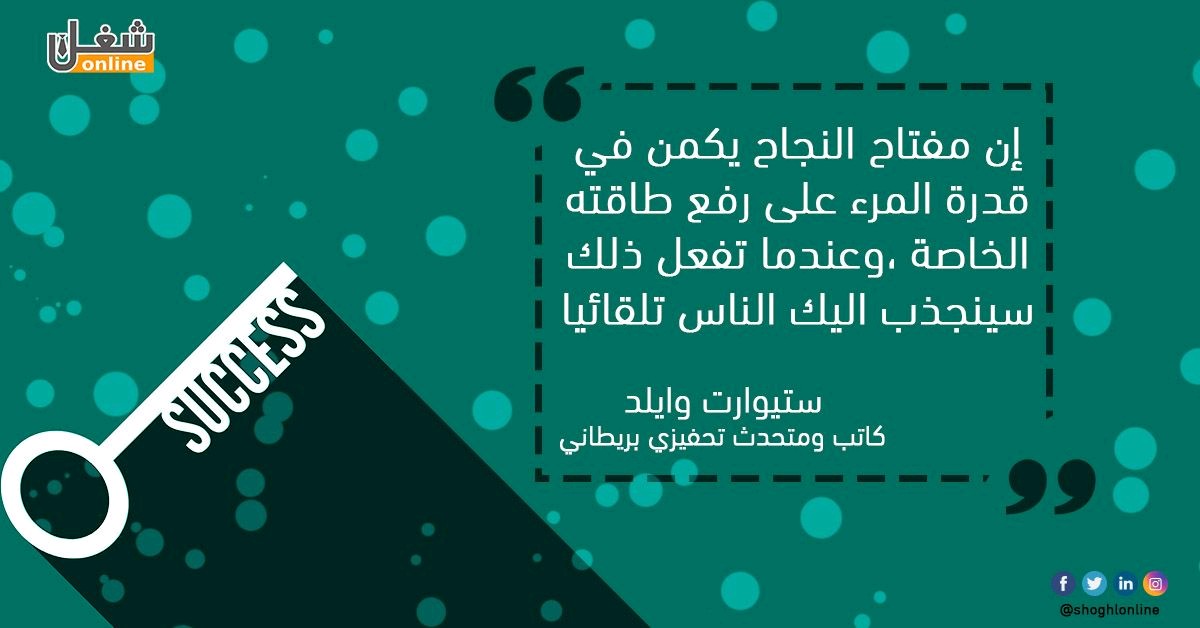 شغل
online
إن مفتاح النجاح يكمن في
قدرة المرء على رفع طاقته
الخاصة ،وعندما تفعل ذلك
سينجذب اليك الناس تلقائيا
ستيوارت وايلد
كاتب ومتحدث تحفيزي بريطاني
SUCCESS
@shoghlonline